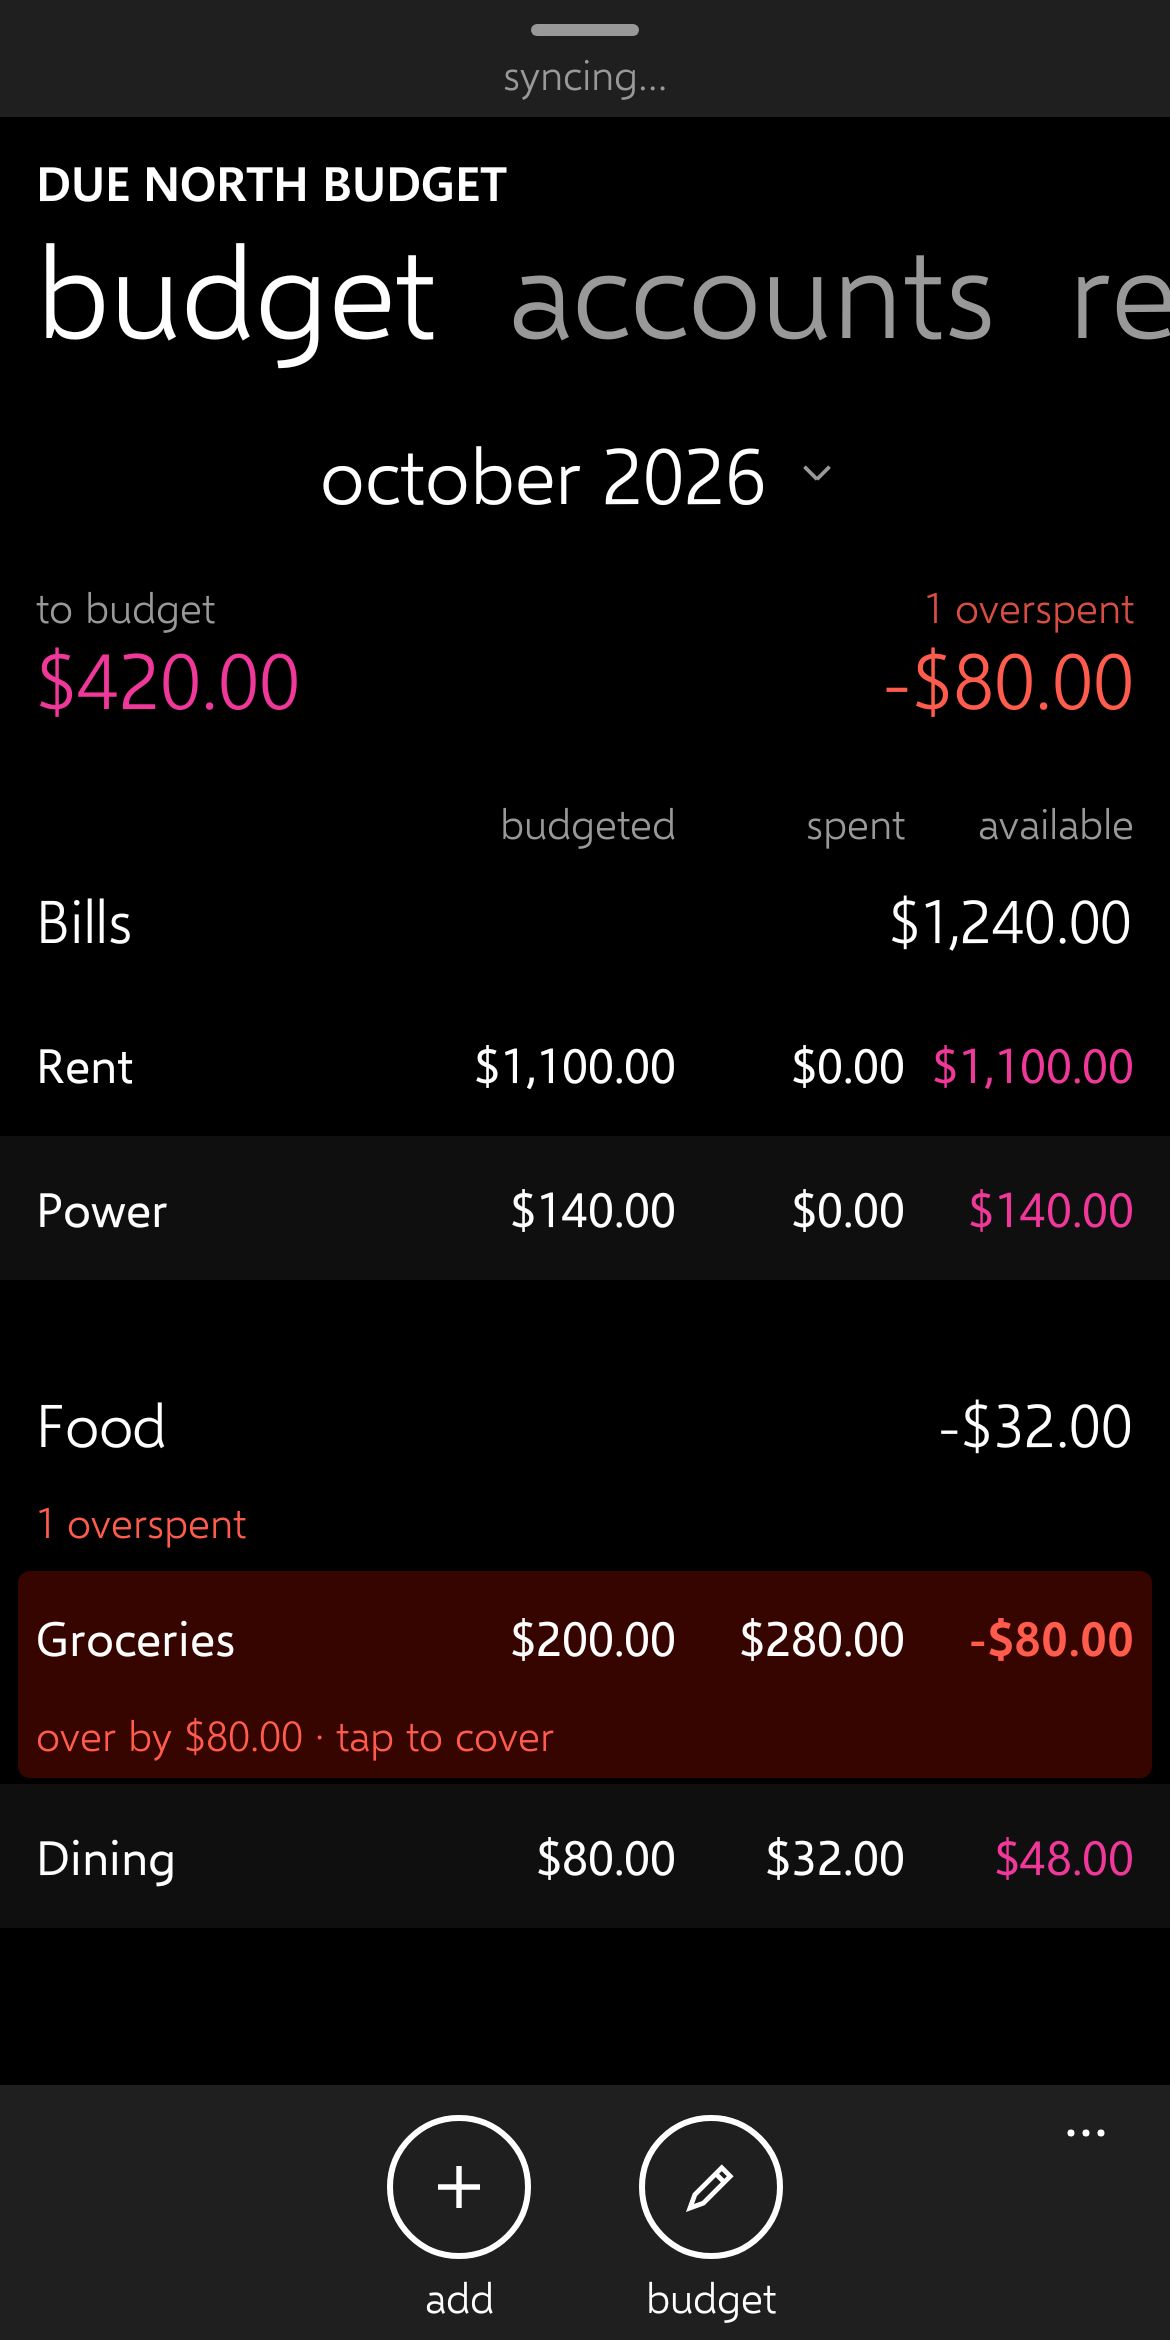 syncing...
DUE NORTH BUDGET
budget accounts re
october 2026
to budget 1 overspent
$420.00 -$80.00
budgeted spent available
Bills $1,240.00
Rent $1,100.00 $0.00 $1,100.00
Power $140.00 $0.00 $140.00
Food -$32.00
1 overspent
Groceries $200.00 $280.00 -$80.00
over by $80.00 · tap to cover
Dining $80.00 $32.00 $48.00
...
add budget